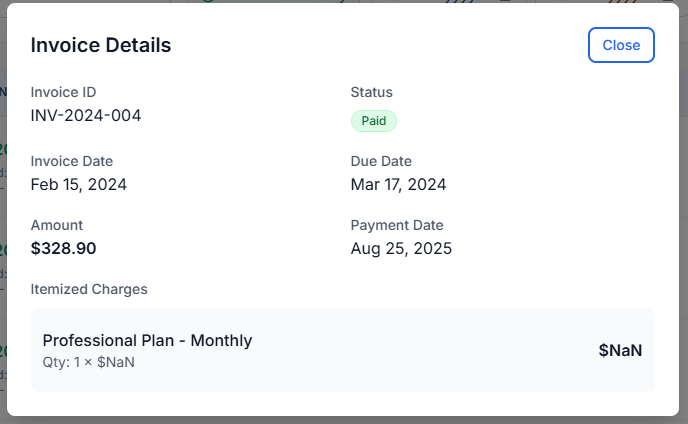 Invoice Details
Close
Invoice ID
Status
INV-2024-004
Paid
Invoice Date
Due Date
Feb 15, 2024
Mar 17, 2024
Amount
Payment Date
$328.90
Aug 25, 2025
Itemized Charges
Professional Plan - Monthly
$NaN
Qty: 1 × $NaN